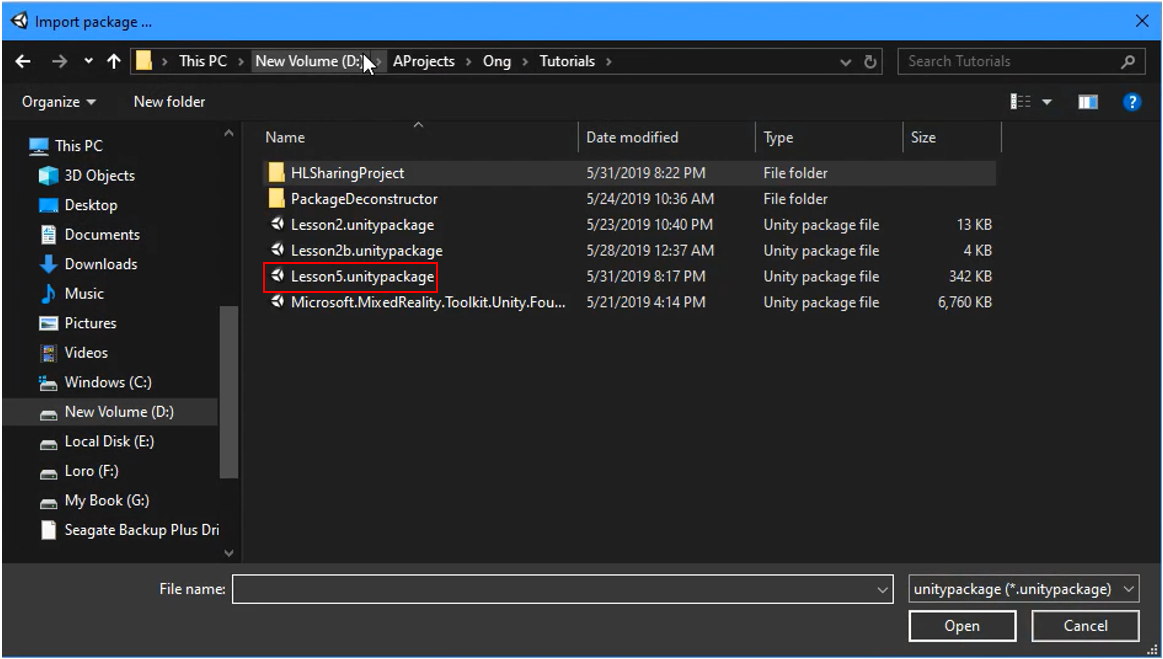 Import package ...
This PC New Volume (D:) AProjects Ong Tutorials
Search Tutorials
Organize New folder
?
This PC
3D Objects
Desktop
Documents
Downloads
Music
Pictures
Videos
Windows (C:)
New Volume (D:)
Local Disk (E:)
Loro (F:)
My Book (G:)
Seagate Backup Plus Dri
Name Date modified Type Size
HLSharingProject 5/31/2019 8:22 PM File folder
PackageDeconstructor 5/24/2019 10:36 AM File folder
Lesson2.unitypackage 5/23/2019 10:40 PM Unity package file 13 KB
Lesson2b.unitypackage 5/28/2019 12:37 AM Unity package file 4 KB
Lesson5.unitypackage 5/31/2019 8:17 PM Unity package file 342 KB
Microsoft.MixedReality.Toolkit.Unity.Fou... 5/21/2019 4:14 PM Unity package file 6,760 KB
File name:
unitypackage (*.unitypackage)
Open Cancel